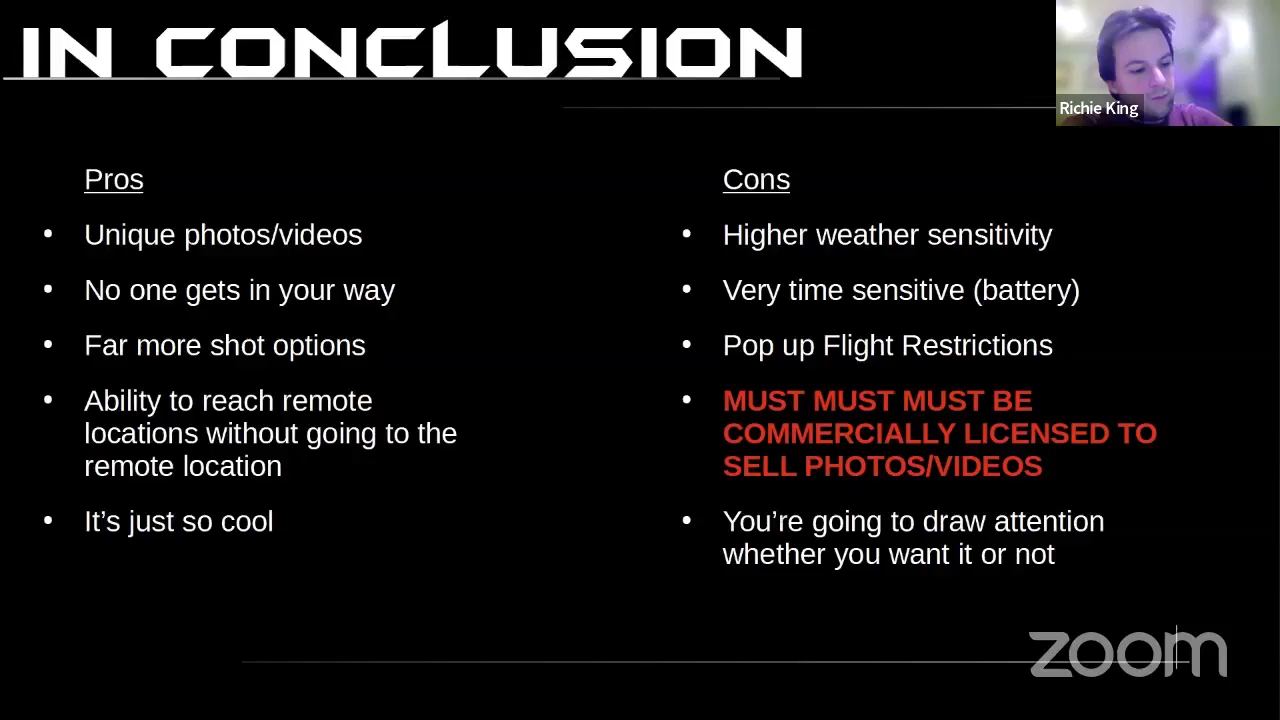 IN CONCLUSION
Richie King
Pros
• Unique photos/videos
• No one gets in your way
• Far more shot options
• Ability to reach remote
locations without going to the
remote location
• It's just so cool
Cons
• Higher weather sensitivity
• Very time sensitive (battery)
• Pop up Flight Restrictions
• MUST MUST MUST BE
COMMERCIALLY LICENSED TO
SELL PHOTOS/VIDEOS
• You're going to draw attention
whether you want it or not
zoom